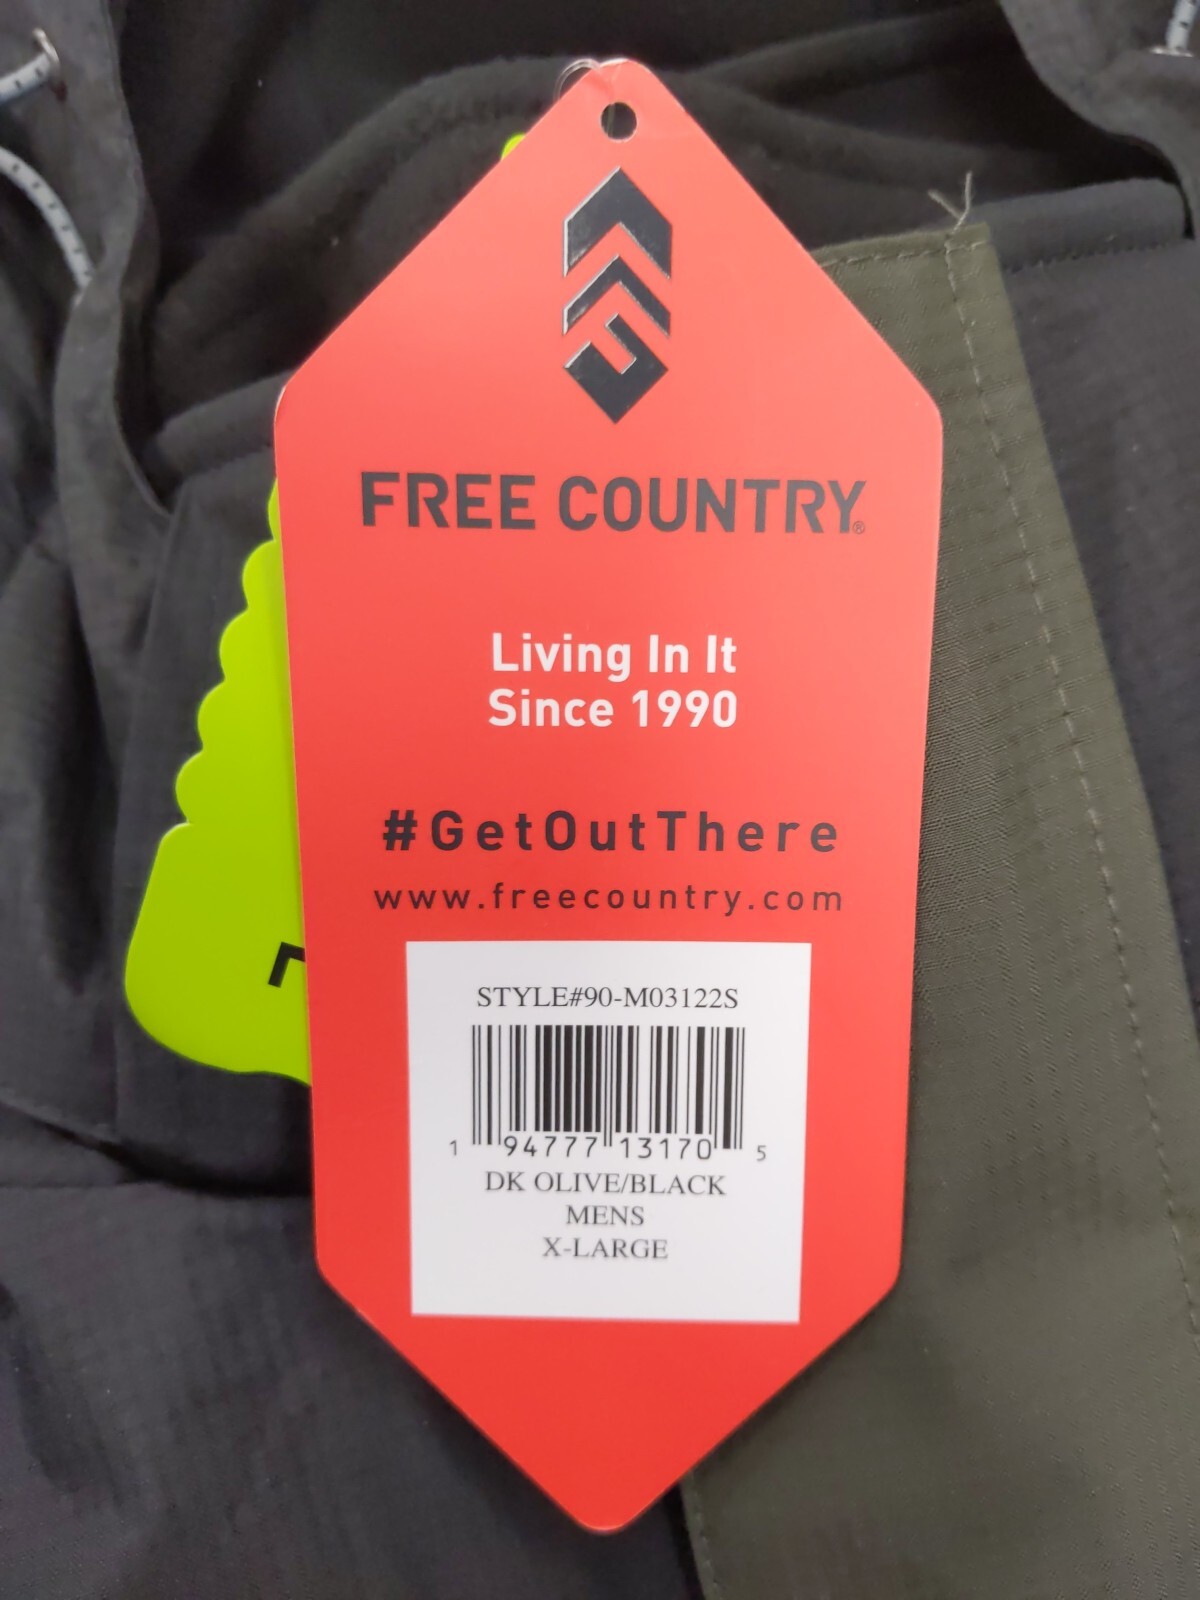 FREE COUNTRY®
Living In It
Since 1990
#GetOutThere
www.freecountry.com
STYLE#90-M03122S
1 94777 13170 5
DK OLIVE/BLACK
MENS
X-LARGE